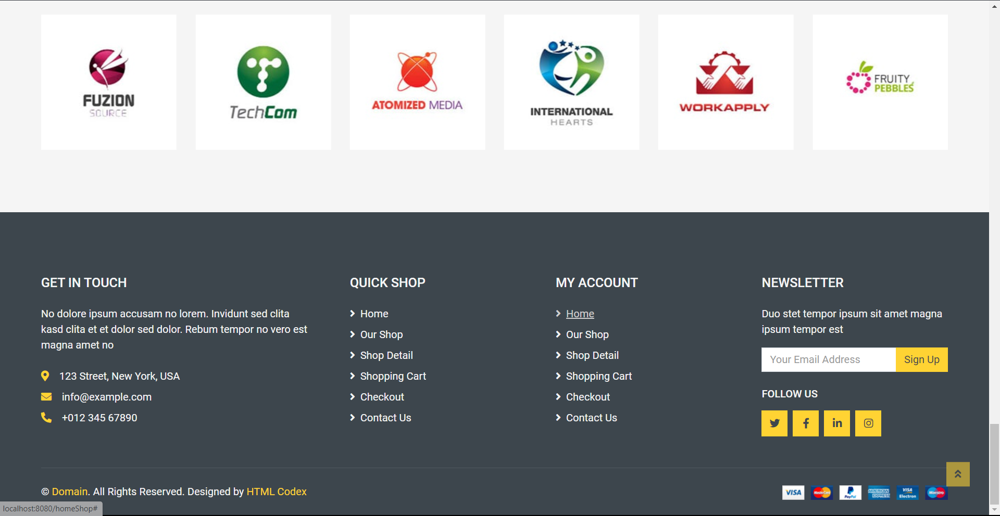 FUZION
SOURCE
TechCom
ATOMIZED MEDIA
INTERNATIONAL
HEARTS
WORKAPPLY
FRUITY
PEBBLES
GET IN TOUCH
No dolore ipsum accusam no lorem. Invidunt sed clita
kasd clita et et dolor sed dolor. Rebum tempor no vero est
magna amet no
123 Street, New York, USA
info@example.com
+012 345 67890
QUICK SHOP
Home
Our Shop
Shop Detail
Shopping Cart
Checkout
Contact Us
MY ACCOUNT
Home
Our Shop
Shop Detail
Shopping Cart
Checkout
Contact Us
NEWSLETTER
Duo stet tempor ipsum sit amet magna
ipsum tempor est
Your Email Address
Sign Up
FOLLOW US
© Domain. All Rights Reserved. Designed by HTML Codex
VISA
MasterCard
PayPal
AMERICAN
EXPRESS
VISA
Electron
Maestro
localhost:8080/homeShop#